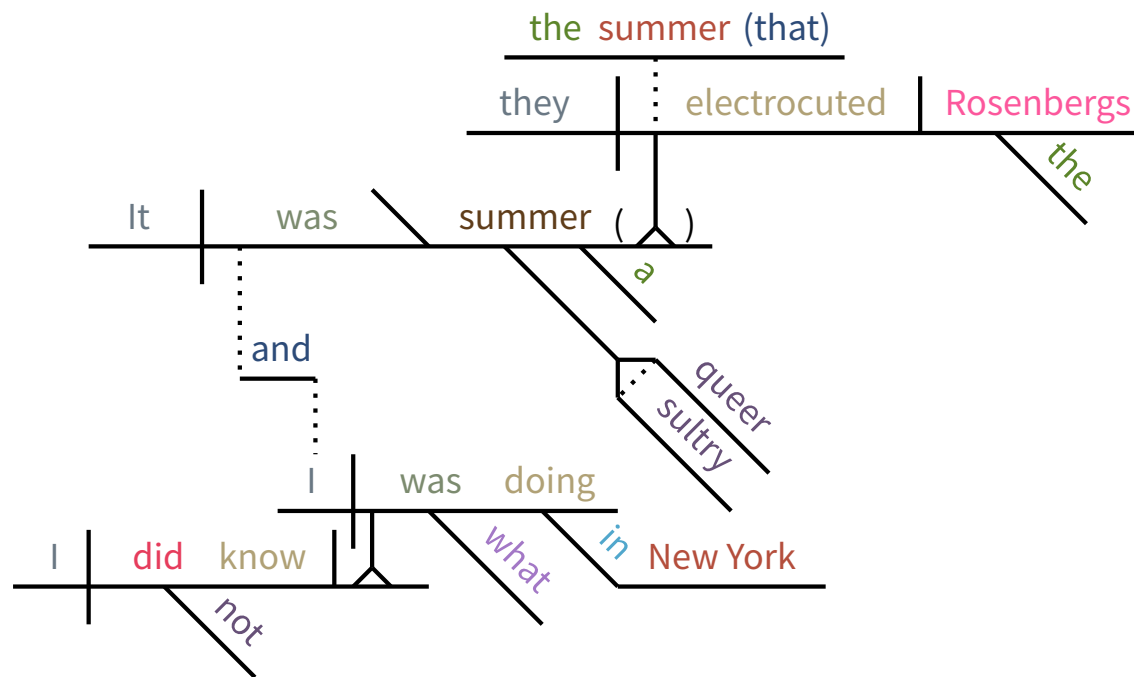 the summer (that)
they electrocuted Rosenbergs
the
It was summer ( )
a
and
queer
sultry
I was doing
what
in New York
I did know
not